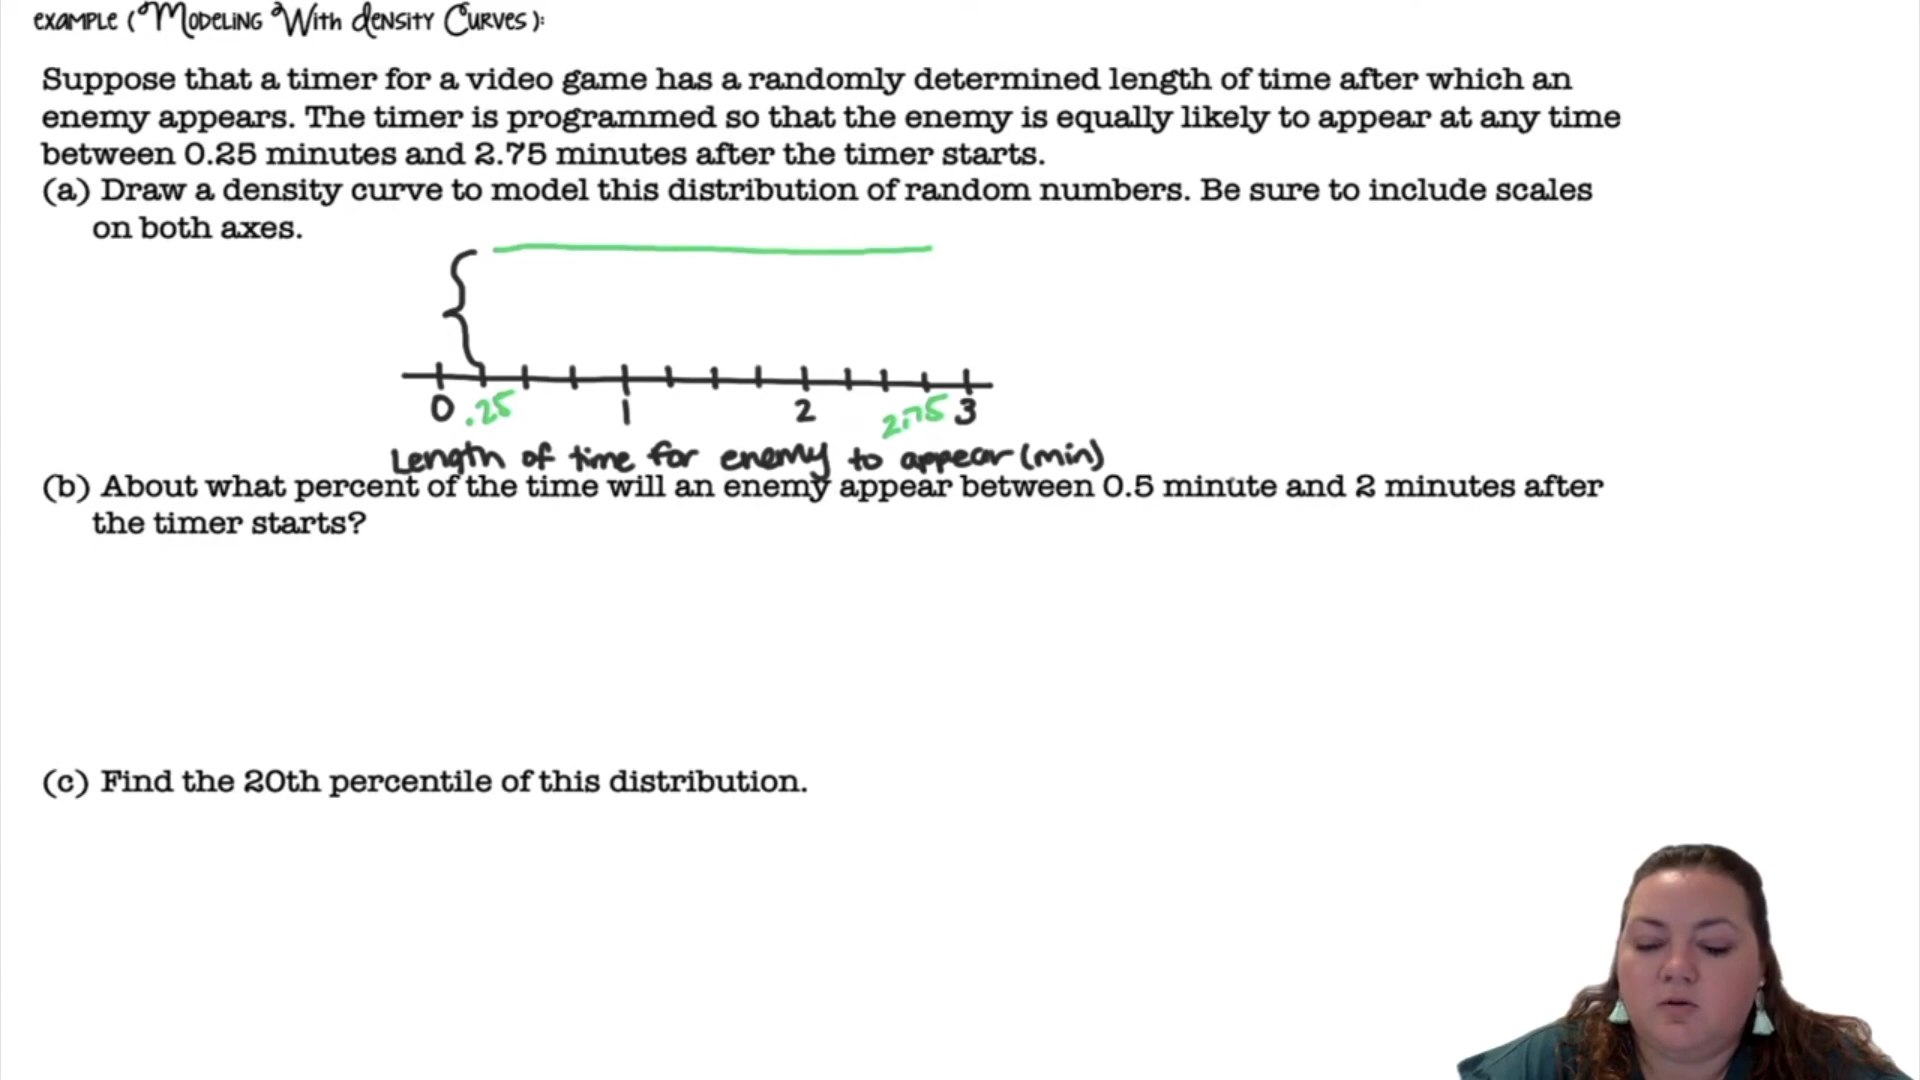 EXAMPLE (MODELING WITH DENSITY CURVES):
Suppose that a timer for a video game has a randomly determined length of time after which an
enemy appears. The timer is programmed so that the enemy is equally likely to appear at any time
between 0.25 minutes and 2.75 minutes after the timer starts.
(a) Draw a density curve to model this distribution of random numbers. Be sure to include scales
on both axes.
0 .25 1 2 2.75 3
Length of time for enemy to appear (min)
(b) About what percent of the time will an enemy appear between 0.5 minute and 2 minutes after
the timer starts?
(c) Find the 20th percentile of this distribution.